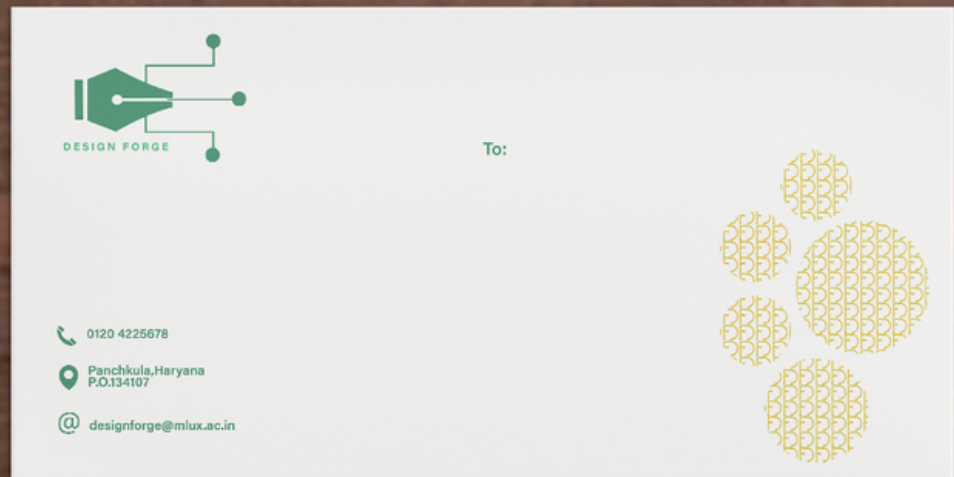 DESIGN FORGE
To:
0120 4225678
Panchkula,Haryana
P.O.134107
@ designforge@mlux.ac.in